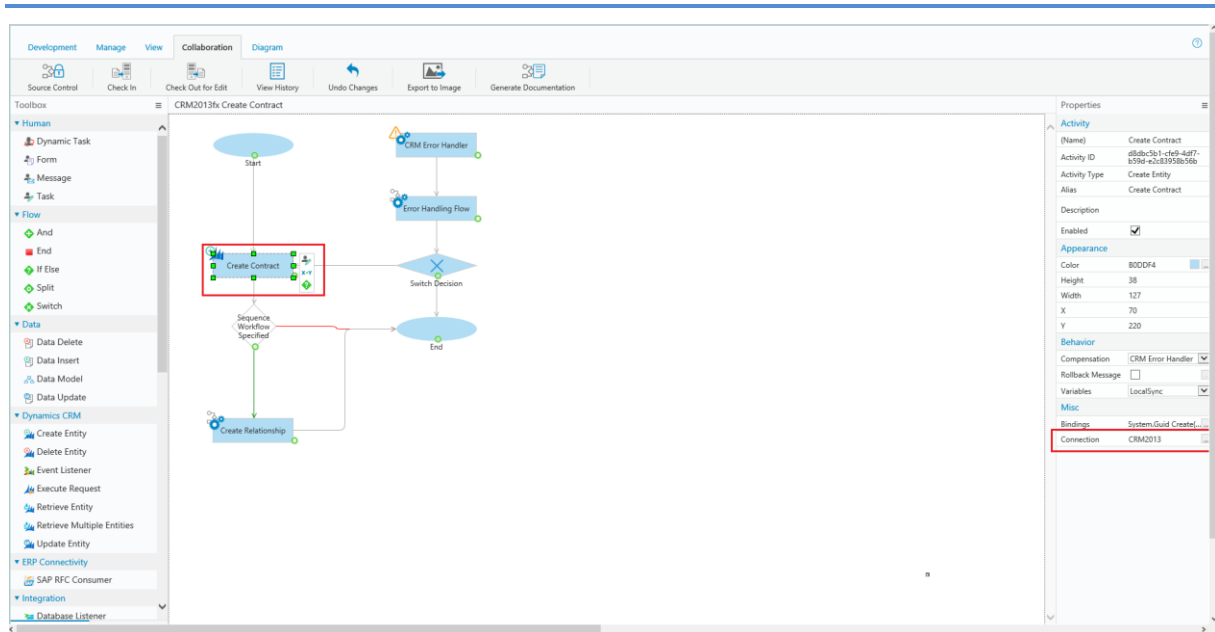 Development Manage View Collaboration Diagram
Source Control Check In Check Out for Edit View History Undo Changes Export to Image Generate Documentation
Toolbox
Human
Dynamic Task
Form
Message
Task
Flow
And
End
If Else
Split
Switch
Data
Data Delete
Data Insert
Data Model
Data Update
Dynamics CRM
Create Entity
Delete Entity
Event Listener
Execute Request
Retrieve Entity
Retrieve Multiple Entities
Update Entity
ERP Connectivity
SAP RFC Consumer
Integration
Database Listener
CRM2013fx Create Contract
Start
CRM Error Handler
Error Handling Flow
Create Contract
X=Y
Switch Decision
Sequence
Workflow
Specified
End
Create Relationship
Properties
Activity
(Name) Create Contract
Activity ID d8dbc5b1-cfe9-4df7-
b59d-e2c83958b56b
Activity Type Create Entity
Alias Create Contract
Description
Enabled
Appearance
Color B0DDF4 ...
Height 38
Width 127
X 70
Y 220
Behavior
Compensation CRM Error Handler
Rollback Message
Variables LocalSync
Misc
Bindings System.Guid Create(... ...
Connection CRM2013 ...